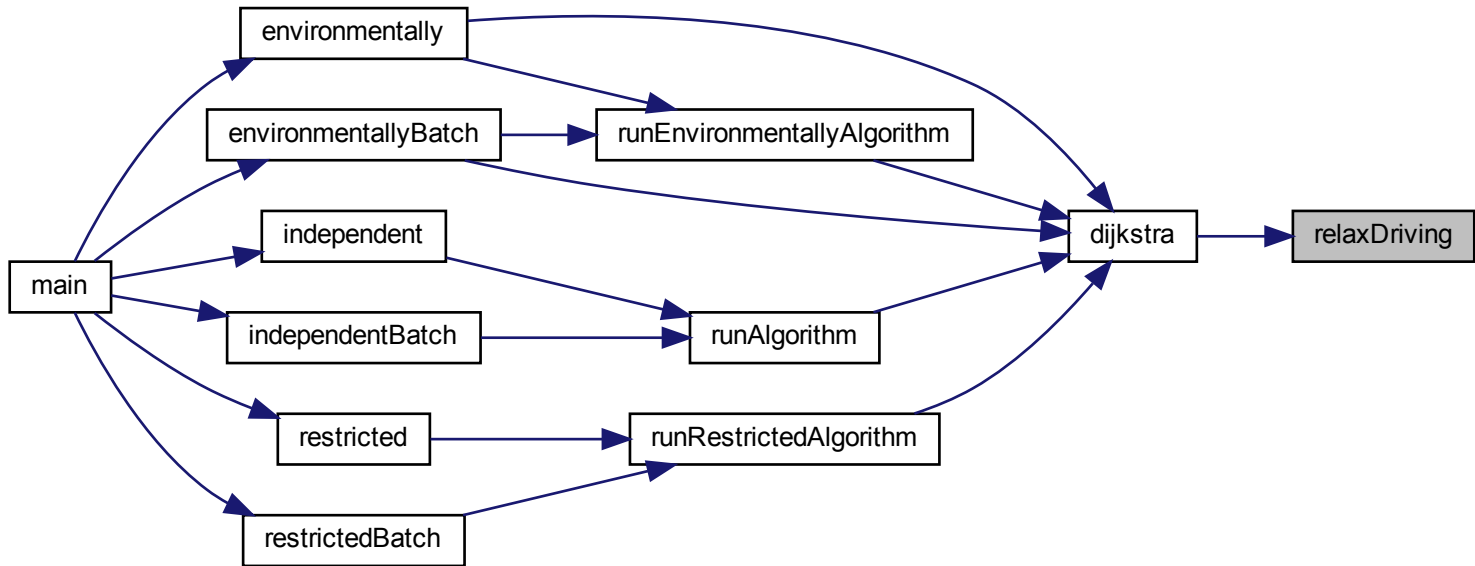 environmentally
environmentallyBatch
runEnvironmentallyAlgorithm
independent
dijkstra
relaxDriving
main
independentBatch
runAlgorithm
restricted
runRestrictedAlgorithm
restrictedBatch